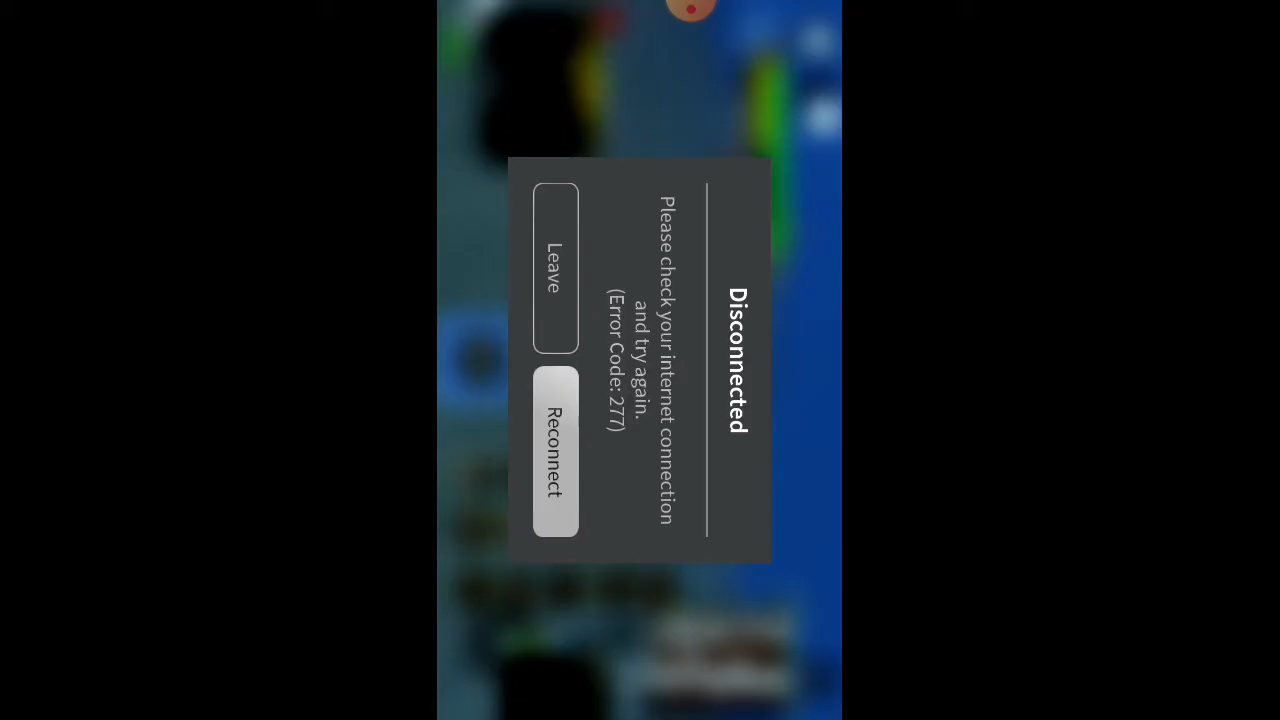 Disconnected
Please check your internet connection
and try again.
(Error Code: 277)
Leave
Reconnect